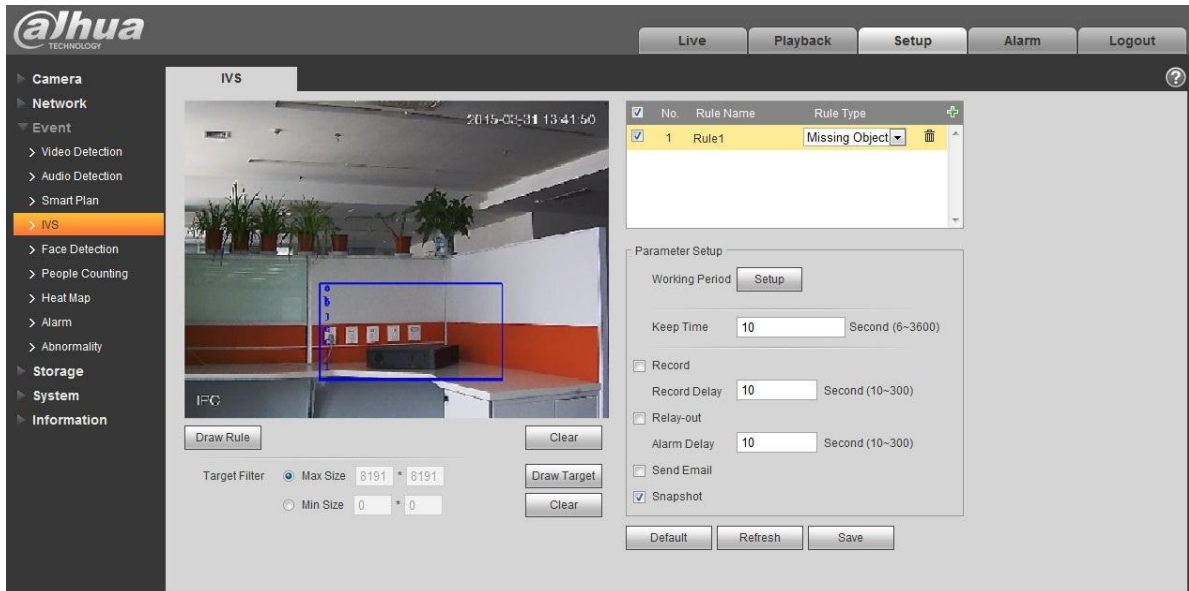 alhua
TECHNOLOGY
Live Playback Setup Alarm Logout
Camera
Network
Event
Video Detection
Audio Detection
Smart Plan
IVS
Face Detection
People Counting
Heat Map
Alarm
Abnormality
Storage
System
Information
IVS
2015-03-31 13:41:50
IPC
Draw Rule Clear
Target Filter Max Size 8191 * 8191 Draw Target
Min Size 0 * 0 Clear
No. Rule Name Rule Type
1 Rule1 Missing Object
Parameter Setup
Working Period Setup
Keep Time 10 Second (6~3600)
Record
Record Delay 10 Second (10~300)
Relay-out
Alarm Delay 10 Second (10~300)
Send Email
Snapshot
Default Refresh Save